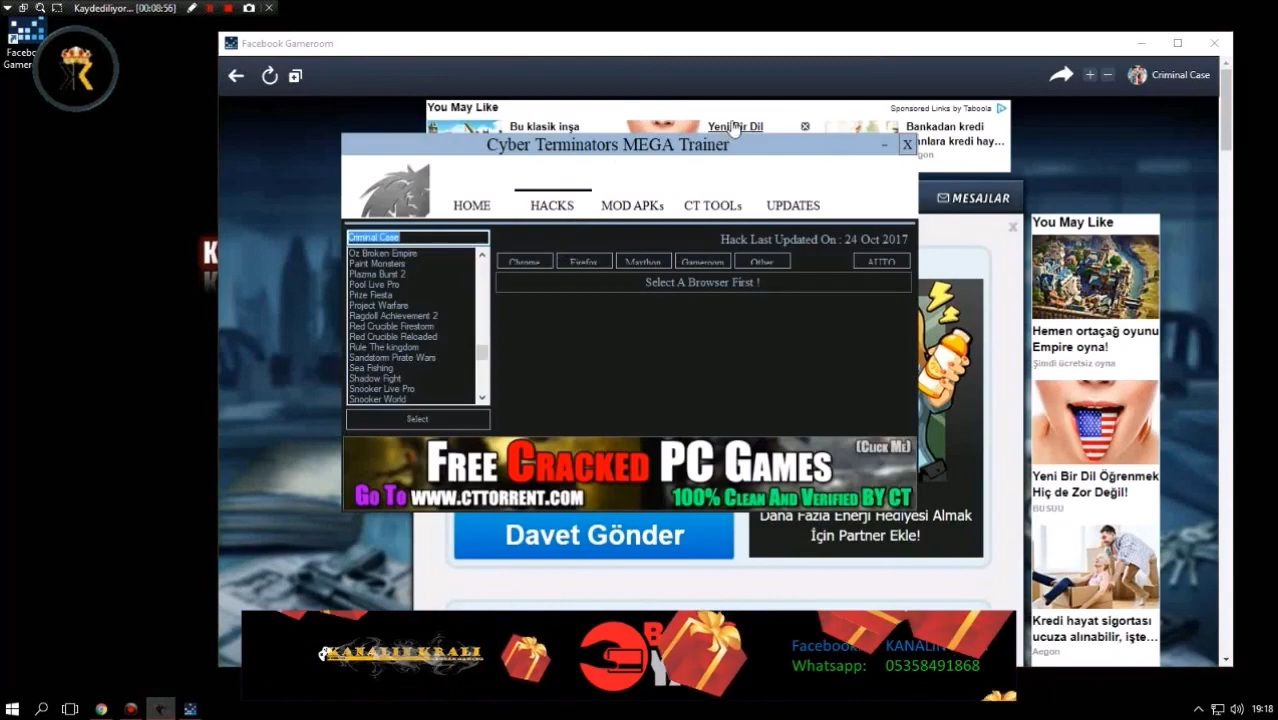 Kaydediliyor... [00:08:56]
Faceb
Gamer
Facebook Gameroom
Criminal Case
You May Like
Sponsored Links by Taboola
Bu klasik inşa
Yeni Bir Dil
Bankadan kredi
anlara kredi hay...
gon
Cyber Terminators MEGA Trainer
- X
HOME
HACKS
MOD APKs
CT TOOLs
UPDATES
MESAJLAR
Criminal Case
Oz Broken Empire
Paint Monsters
Plazma Burst 2
Pool Live Pro
Prize Fiesta
Project Warfare
Ragdoll Achievement 2
Red Crucible Firestorm
Red Crucible Reloaded
Rule The kingdom
Sandstorm Pirate Wars
Sea Fishing
Shadow Fight
Snooker Live Pro
Snooker World
Select
Hack Last Updated On : 24 Oct 2017
Chrome
Firefox
Maxthon
Gameroom
Other
AUTO
Select A Browser First !
You May Like
Hemen ortaçağ oyunu
Empire oyna!
Şimdi ücretsiz oyna
Yeni Bir Dil Öğrenmek
Hiç de Zor Değil!
BUSUU
Kredi hayat sigortası
ucuza alınabilir, işte...
Aegon
FREE CRACKED PC GAMES
(CLICK ME)
GO TO WWW.CTTORRENT.COM
100% CLEAN AND VERIFIED BY CT
Davet Gönder
Daha Fazla Enerji Hediyesi Almak
İçin Partner Ekle!
KANALIN KRALI
Facebook: KANALIN
Whatsapp: 05358491868
19:18